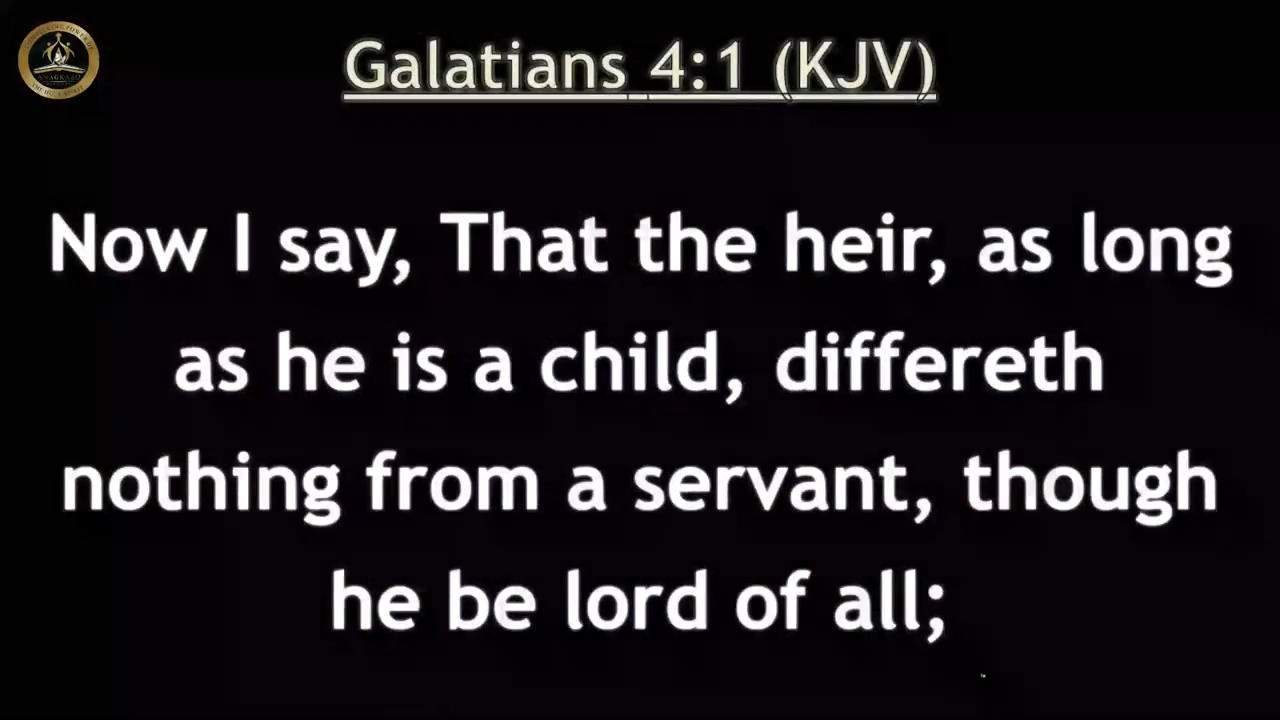 Galatians 4:1 (KJV)
Now I say, That the heir, as long
as he is a child, differeth
nothing from a servant, though
he be lord of all;